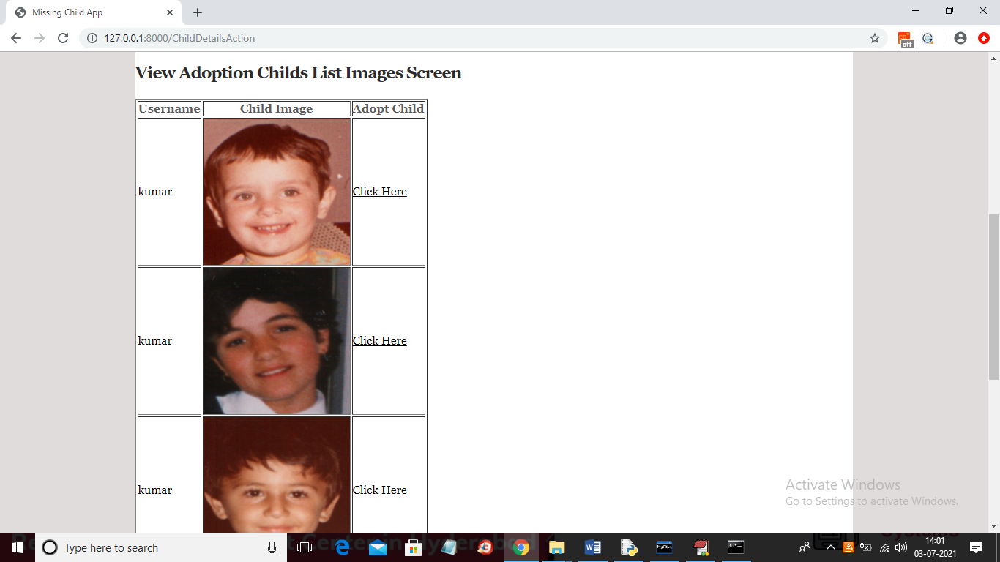 Missing Child App
127.0.0.1:8000/ChildDetailsAction
off
View Adoption Childs List Images Screen
Username Child Image Adopt Child
kumar Click Here
kumar Click Here
kumar Click Here
Activate Windows
Go to Settings to activate Windows.
Type here to search
14:01
03-07-2021